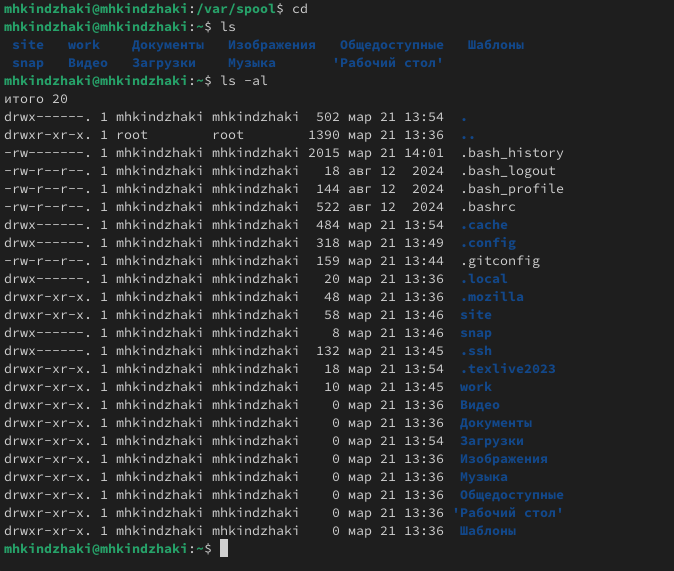 mhkindzhaki@mhkindzhaki:/var/spool$ cd
mhkindzhaki@mhkindzhaki:~$ ls
site work Документы Изображения Общедоступные Шаблоны
snap Видео Загрузки Музыка 'Рабочий стол'
mhkindzhaki@mhkindzhaki:~$ ls -al
итого 20
drwx------. 1 mhkindzhaki mhkindzhaki 502 мар 21 13:54 .
drwxr-xr-x. 1 root root 1390 мар 21 13:36 ..
-rw-------. 1 mhkindzhaki mhkindzhaki 2015 мар 21 14:01 .bash_history
-rw-r--r--. 1 mhkindzhaki mhkindzhaki 18 авг 12 2024 .bash_logout
-rw-r--r--. 1 mhkindzhaki mhkindzhaki 144 авг 12 2024 .bash_profile
-rw-r--r--. 1 mhkindzhaki mhkindzhaki 522 авг 12 2024 .bashrc
drwx------. 1 mhkindzhaki mhkindzhaki 484 мар 21 13:54 .cache
drwx------. 1 mhkindzhaki mhkindzhaki 318 мар 21 13:49 .config
-rw-r--r--. 1 mhkindzhaki mhkindzhaki 159 мар 21 13:44 .gitconfig
drwx------. 1 mhkindzhaki mhkindzhaki 20 мар 21 13:36 .local
drwxr-xr-x. 1 mhkindzhaki mhkindzhaki 48 мар 21 13:36 .mozilla
drwxr-xr-x. 1 mhkindzhaki mhkindzhaki 58 мар 21 13:46 site
drwx------. 1 mhkindzhaki mhkindzhaki 8 мар 21 13:46 snap
drwx------. 1 mhkindzhaki mhkindzhaki 132 мар 21 13:45 .ssh
drwxr-xr-x. 1 mhkindzhaki mhkindzhaki 18 мар 21 13:54 .texlive2023
drwxr-xr-x. 1 mhkindzhaki mhkindzhaki 10 мар 21 13:45 work
drwxr-xr-x. 1 mhkindzhaki mhkindzhaki 0 мар 21 13:36 Видео
drwxr-xr-x. 1 mhkindzhaki mhkindzhaki 0 мар 21 13:36 Документы
drwxr-xr-x. 1 mhkindzhaki mhkindzhaki 0 мар 21 13:54 Загрузки
drwxr-xr-x. 1 mhkindzhaki mhkindzhaki 0 мар 21 13:36 Изображения
drwxr-xr-x. 1 mhkindzhaki mhkindzhaki 0 мар 21 13:36 Музыка
drwxr-xr-x. 1 mhkindzhaki mhkindzhaki 0 мар 21 13:36 Общедоступные
drwxr-xr-x. 1 mhkindzhaki mhkindzhaki 0 мар 21 13:36 'Рабочий стол'
drwxr-xr-x. 1 mhkindzhaki mhkindzhaki 0 мар 21 13:36 Шаблоны
mhkindzhaki@mhkindzhaki:~$